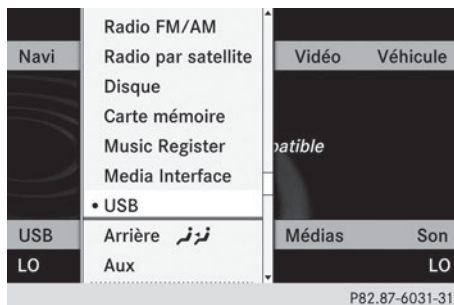 Radio FM/AM
Navi Radio par satellite Vidéo Véhicule
Disque
Carte mémoire
Music Register patible
Media Interface
• USB
USB Arrière Médias Son
LO Aux LO
P82.87-6031-31